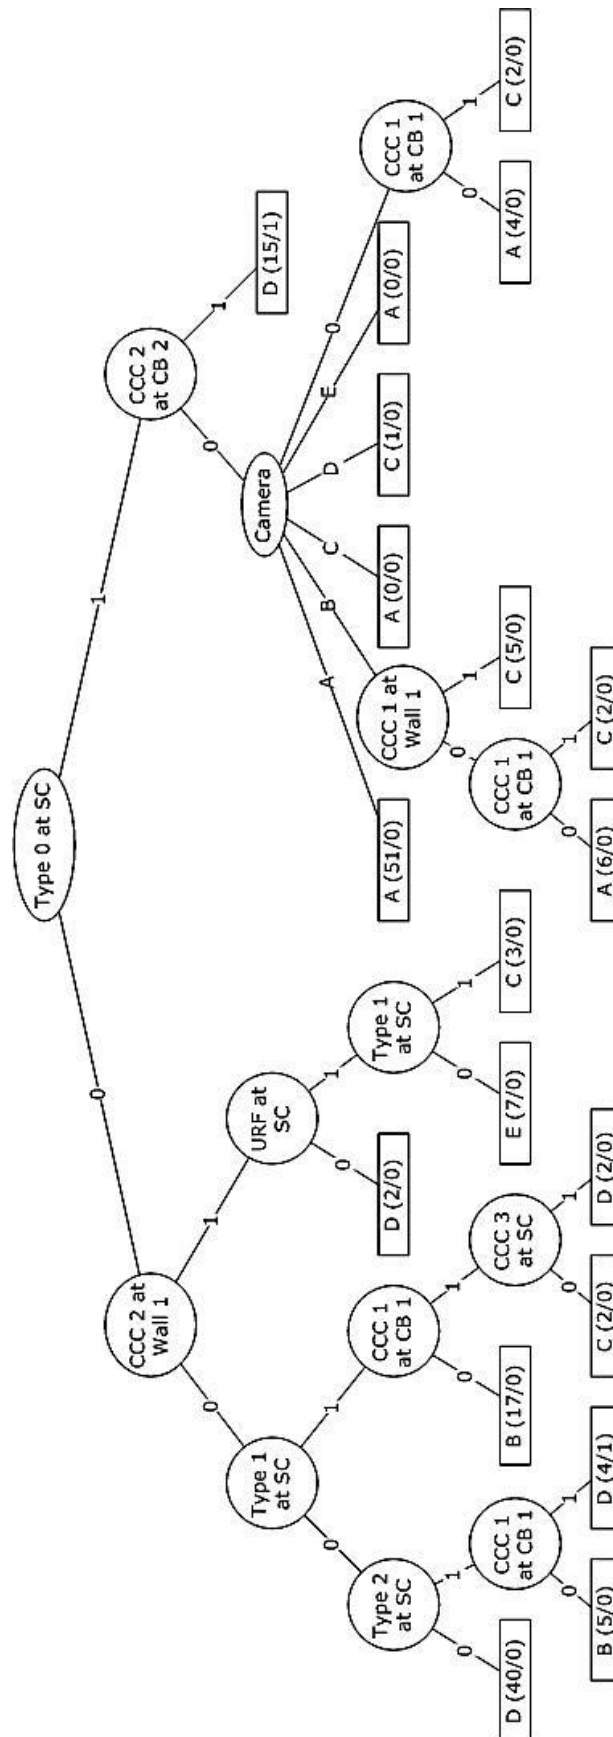 Type 0 at SC
0
1
CCC 2 at
Wall 1
CCC 2
at CB 2
0
1
0
1
Type 1
at SC
URF at
SC
Camera
D (15/1)
0
1
0
1
A
B
C
D
E
0
Type 2
at SC
CCC 1
at CB 1
D (2/0)
Type 1
at SC
A (51/0)
CCC 1 at
Wall 1
A (0/0)
C (1/0)
A (0/0)
CCC 1
at CB 1
0
1
0
1
0
1
0
1
0
1
D (40/0)
CCC 1
at CB 1
B (17/0)
CCC 3
at SC
E (7/0)
C (3/0)
CCC 1
at CB 1
C (5/0)
A (4/0)
C (2/0)
0
1
0
1
0
1
B (5/0)
D (4/1)
C (2/0)
D (2/0)
A (6/0)
C (2/0)